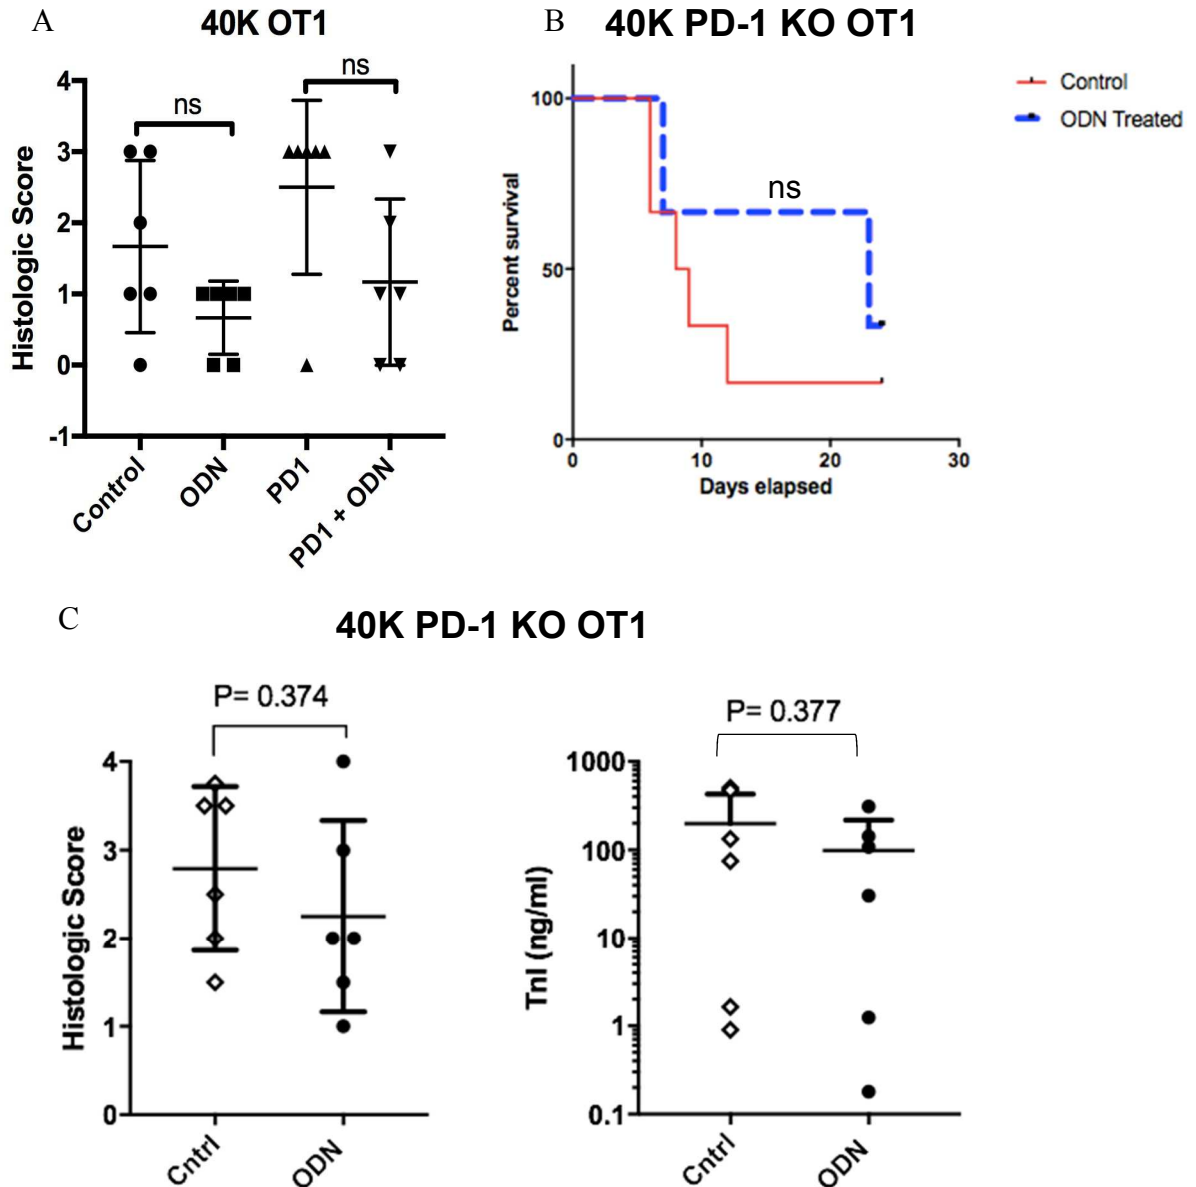 A
40K OT1
ns
ns
Histologic Score
4
3
2
1
0
-1
Control
ODN
PD1
PD1 + ODN
B
40K PD-1 KO OT1
Control
ODN Treated
ns
Percent survival
100
50
0
0 10 20 30
Days elapsed
C
40K PD-1 KO OT1
P= 0.374
Histologic Score
4
3
2
1
0
Cntrl
ODN
P= 0.377
TnI (ng/ml)
1000
100
10
1
0.1
Cntrl
ODN